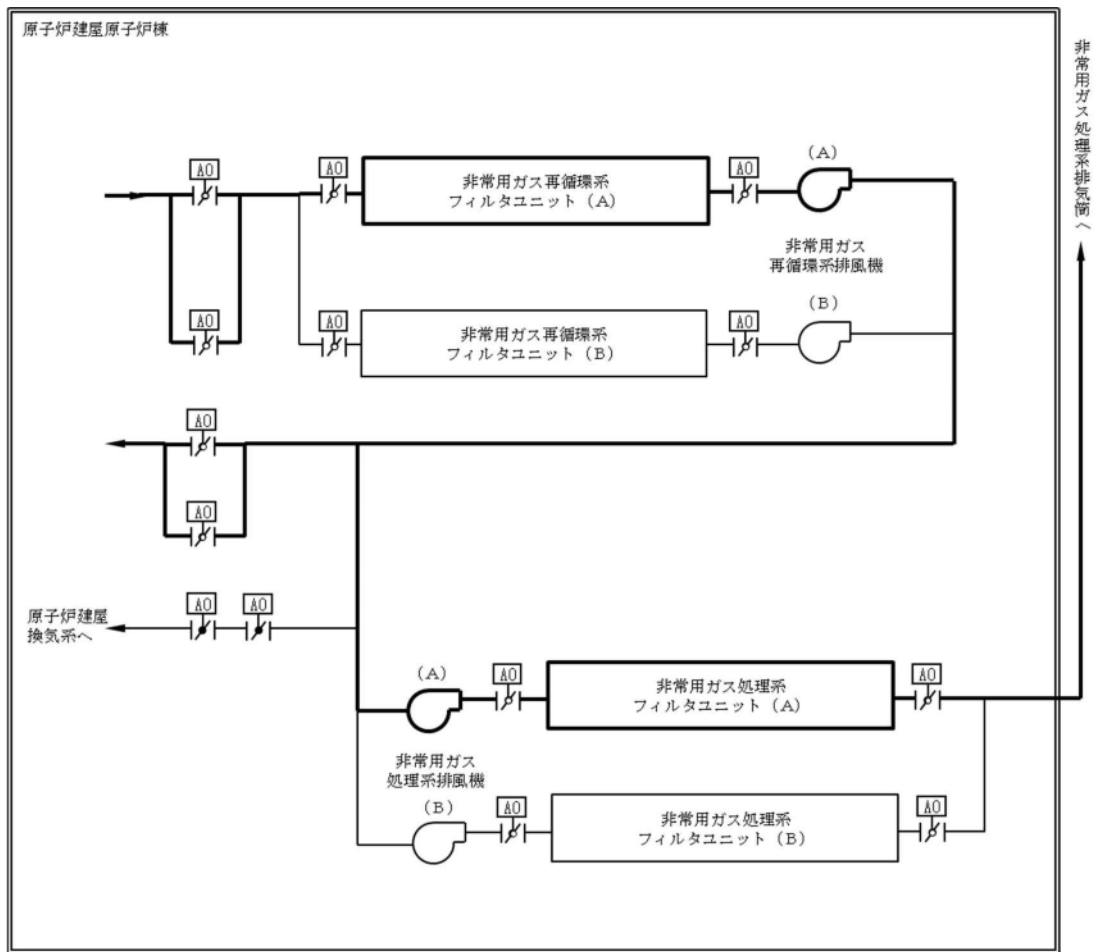 原子炉建屋原子炉棟
非常用ガス処理系排気筒へ
AO
AO
AO
(A)
非常用ガス再循環系
フィルタユニット(A)
非常用ガス
再循環系排風機
AO
AO
AO
(B)
非常用ガス再循環系
フィルタユニット(B)
AO
AO
AO
AO
原子炉建屋
換気系へ
(A)
AO
非常用ガス処理系
フィルタユニット(A)
AO
非常用ガス
処理系排風機
(B)
AO
非常用ガス処理系
フィルタユニット(B)
AO